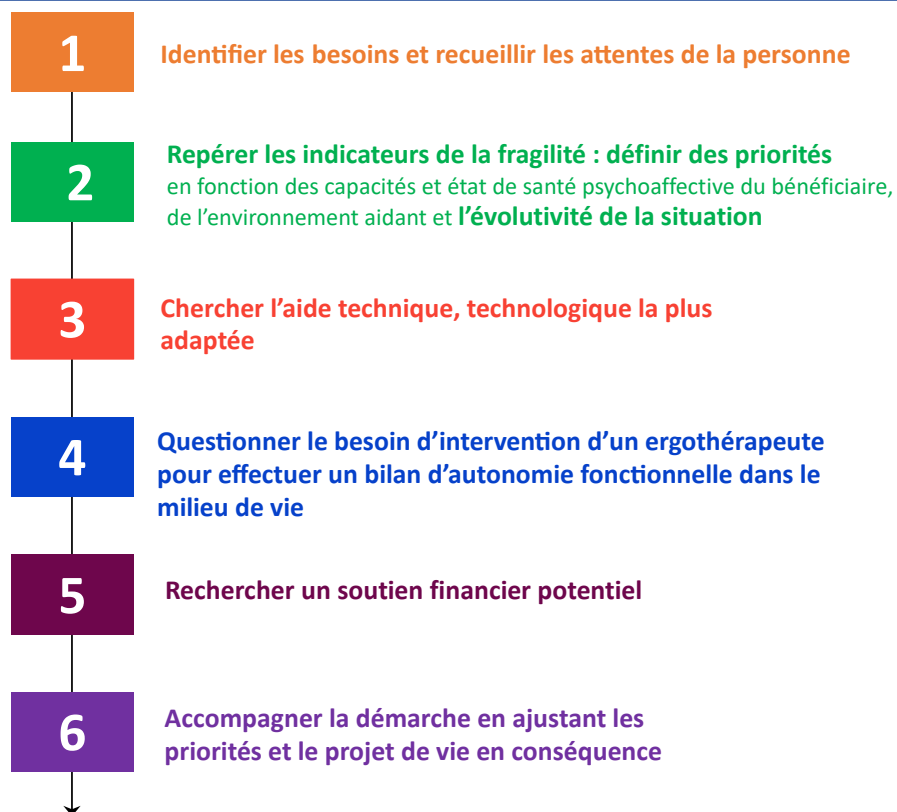 1
Identifier les besoins et recueillir les attentes de la personne
2
Repérer les indicateurs de la fragilité : définir des priorités
en fonction des capacités et état de santé psychoaffective du bénéficiaire,
de l’environnement aidant et l’évolutivité de la situation
3
Chercher l’aide technique, technologique la plus
adaptée
4
Questionner le besoin d’intervention d’un ergothérapeute
pour effectuer un bilan d’autonomie fonctionnelle dans le
milieu de vie
5
Rechercher un soutien financier potentiel
6
Accompagner la démarche en ajustant les
priorités et le projet de vie en conséquence